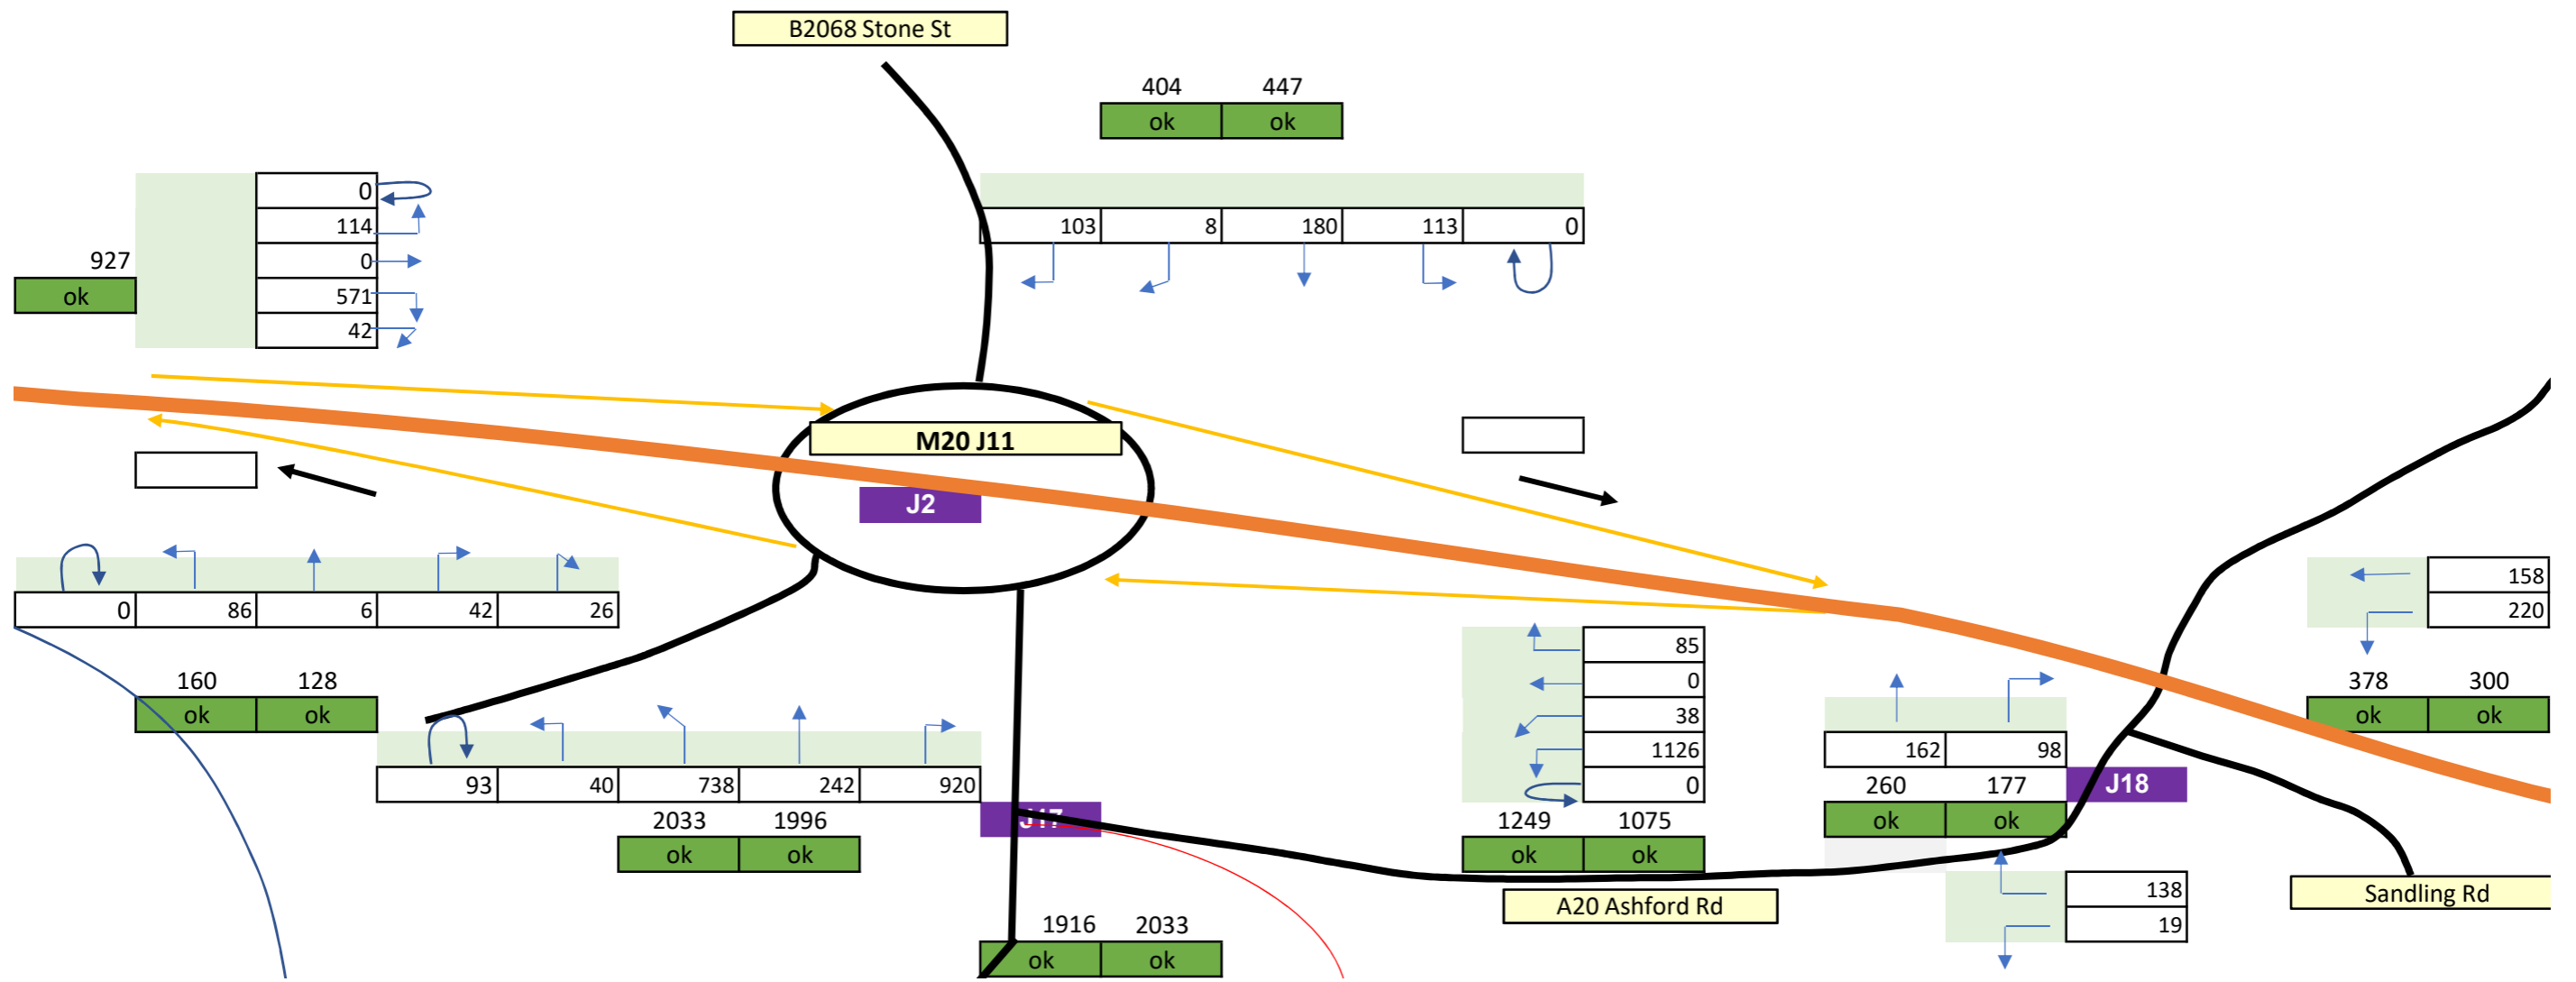 B2068 Stone St
404 447
ok ok
0
114
0
571
42
927
ok
103 8 180 113 0
M20 J11
J2
0 86 6 42 26
160 128
ok ok
93 40 738 242 920
2033 1996
ok ok
J17
1916 2033
ok ok
85
0
38
1126
0
1249 1075
ok ok
A20 Ashford Rd
162 98
260 177
ok ok
J18
138
19
158
220
378 300
ok ok
Sandling Rd